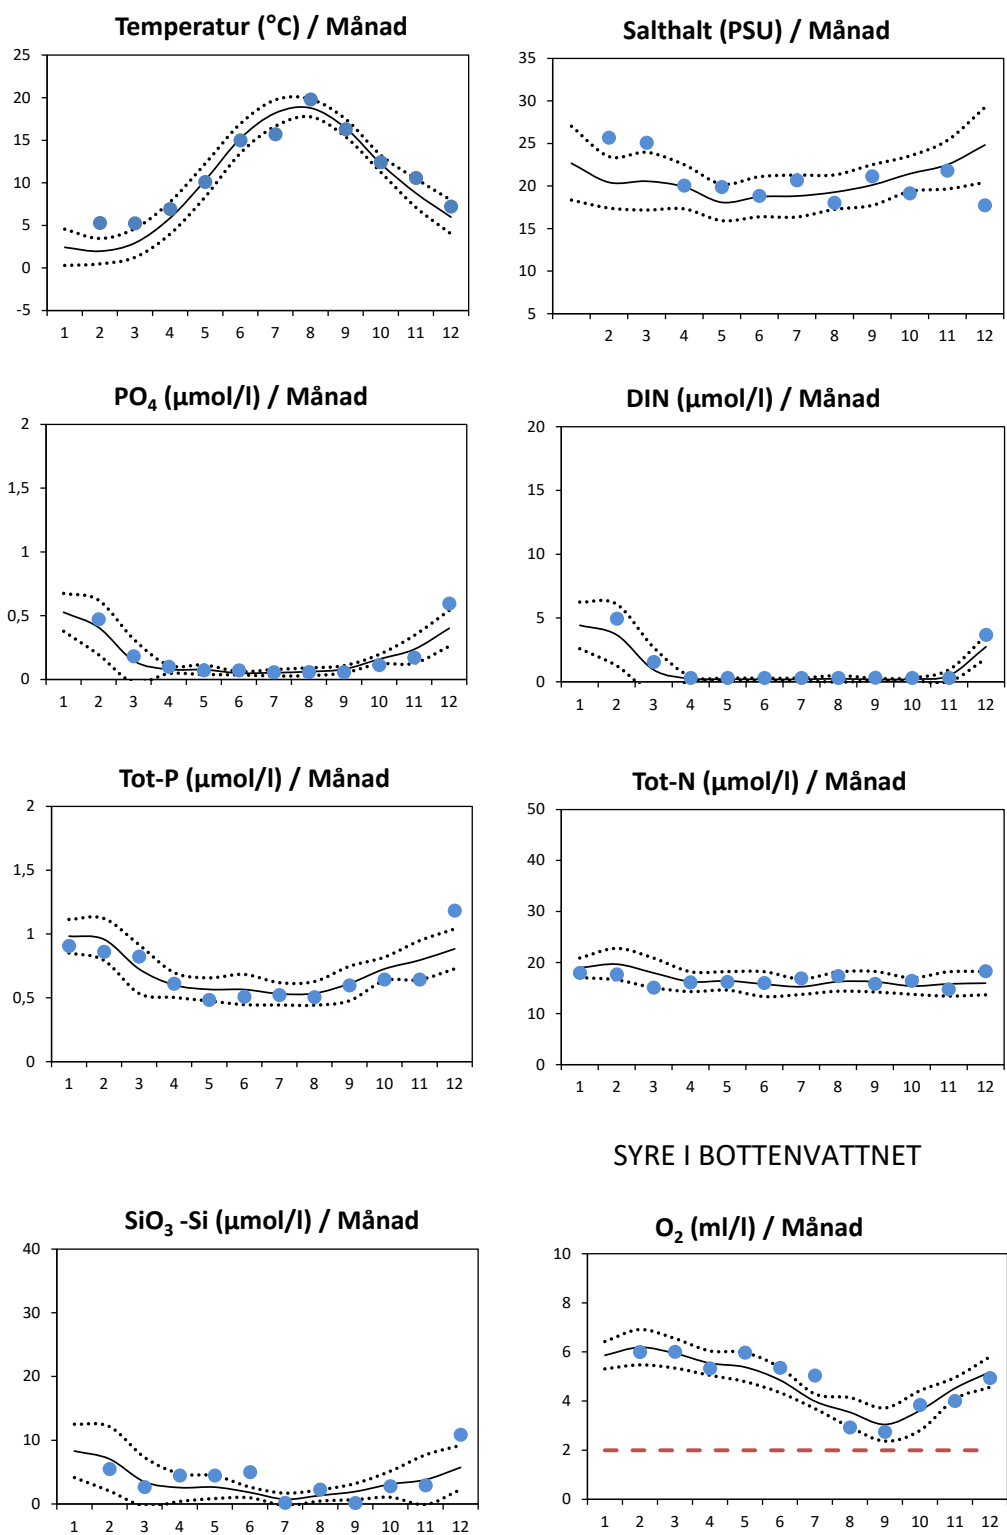 Temperatur (°C) / Månad
25
20
15
10
5
0
-5
1 2 3 4 5 6 7 8 9 10 11 12
Salthalt (PSU) / Månad
35
30
25
20
15
10
5
2 3 4 5 6 7 8 9 10 11 12
PO₄ (µmol/l) / Månad
2
1,5
1
0,5
0
1 2 3 4 5 6 7 8 9 10 11 12
DIN (µmol/l) / Månad
20
15
10
5
0
1 2 3 4 5 6 7 8 9 10 11 12
Tot-P (µmol/l) / Månad
2
1,5
1
0,5
0
1 2 3 4 5 6 7 8 9 10 11 12
Tot-N (µmol/l) / Månad
50
40
30
20
10
0
1 2 3 4 5 6 7 8 9 10 11 12
SYRE I BOTTENVATTNET
SiO₃ -Si (µmol/l) / Månad
40
30
20
10
0
1 2 3 4 5 6 7 8 9 10 11 12
O₂ (ml/l) / Månad
10
8
6
4
2
0
1 2 3 4 5 6 7 8 9 10 11 12